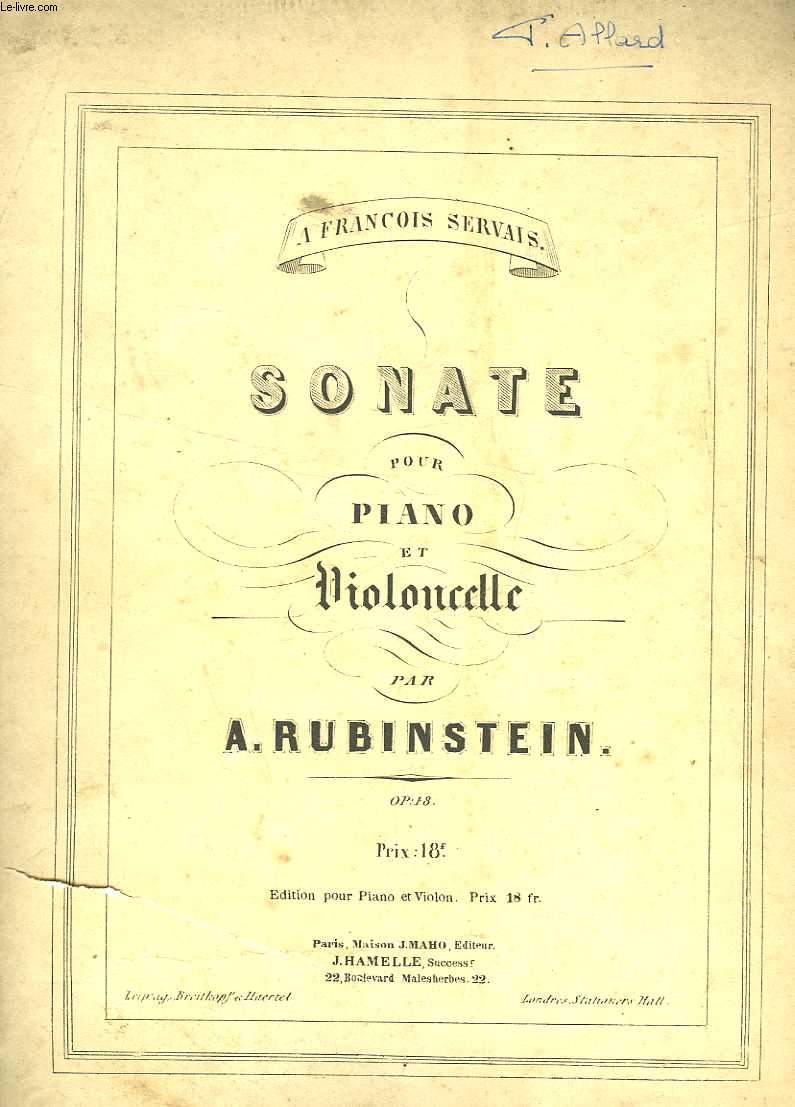 Le-livre.com
T. Allard
A FRANCOIS SERVAIS.
SONATE
POUR
PIANO
ET
Violoncelle
PAR
A. RUBINSTEIN.
OP: 18.
Prix: 18f.
Edition pour Piano et Violon. Prix 18 fr.
Paris, Maison J. MAHO, Editeur.
J. HAMELLE, Successr
22, Boulevard Malesherbes. 22.
Leipzag, Breitkopf & Haertel
Londres, Stationers Hall.